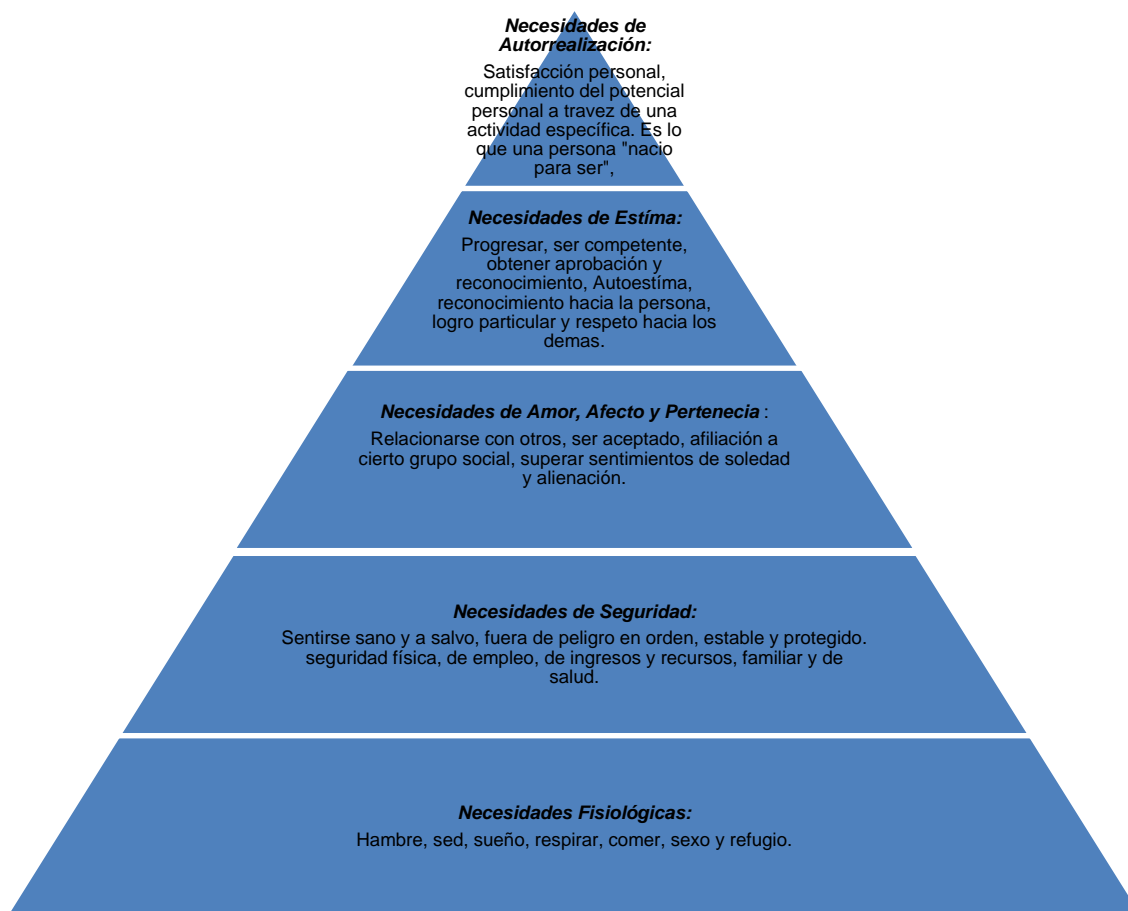 Necesidades de
Autorrealización:
Satisfacción personal,
cumplimiento del potencial
personal a travez de una
actividad específica. Es lo
que una persona "nacio
para ser",
Necesidades de Estíma:
Progresar, ser competente,
obtener aprobación y
reconocimiento, Autoestíma,
reconocimiento hacia la persona,
logro particular y respeto hacia los
demas.
Necesidades de Amor, Afecto y Pertenecia :
Relacionarse con otros, ser aceptado, afiliación a
cierto grupo social, superar sentimientos de soledad
y alienación.
Necesidades de Seguridad:
Sentirse sano y a salvo, fuera de peligro en orden, estable y protegido.
seguridad física, de empleo, de ingresos y recursos, familiar y de
salud.
Necesidades Fisiológicas:
Hambre, sed, sueño, respirar, comer, sexo y refugio.